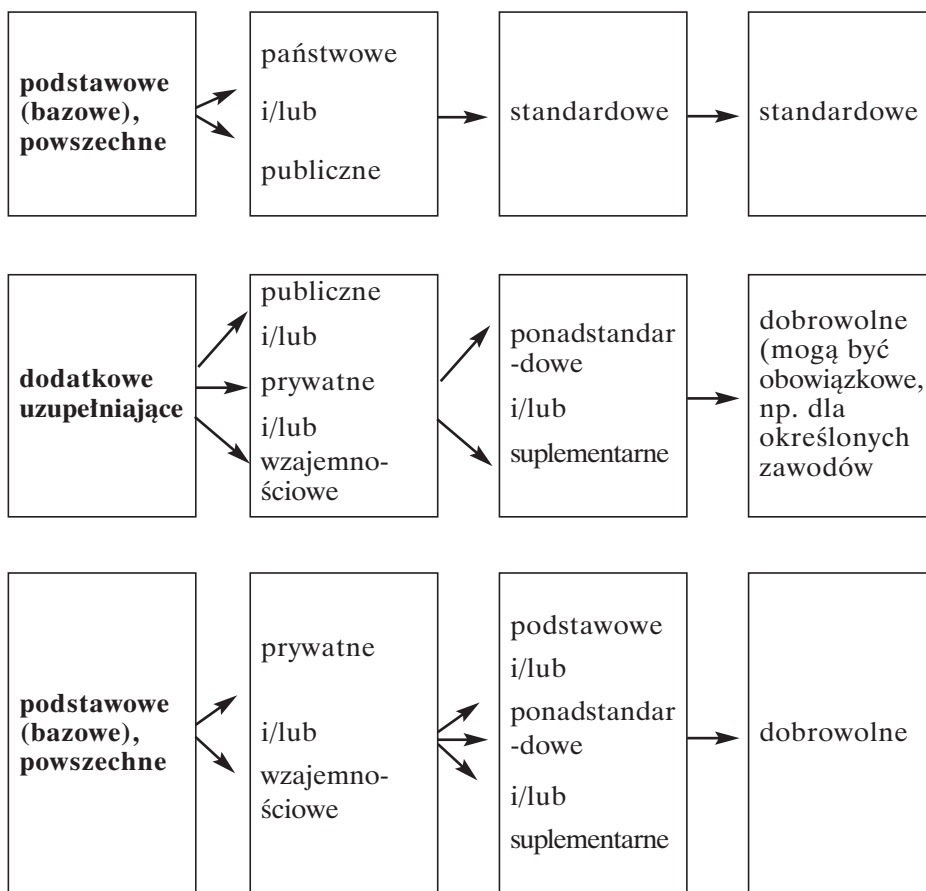 podstawowe
(bazowe),
powszechne
państwowe
i/lub
publiczne
standardowe
standardowe
dodatkowe
uzupełniające
publiczne
i/lub
prywatne
i/lub
wzajemno-
ściowe
ponadstandar
-dowe
i/lub
suplementarne
dobrowolne
(mogą być
obowiązkowe,
np. dla
określonych
zawodów
podstawowe
(bazowe),
powszechne
prywatne
i/lub
wzajemno-
ściowe
podstawowe
i/lub
ponadstandar
-dowe
i/lub
suplementarne
dobrowolne